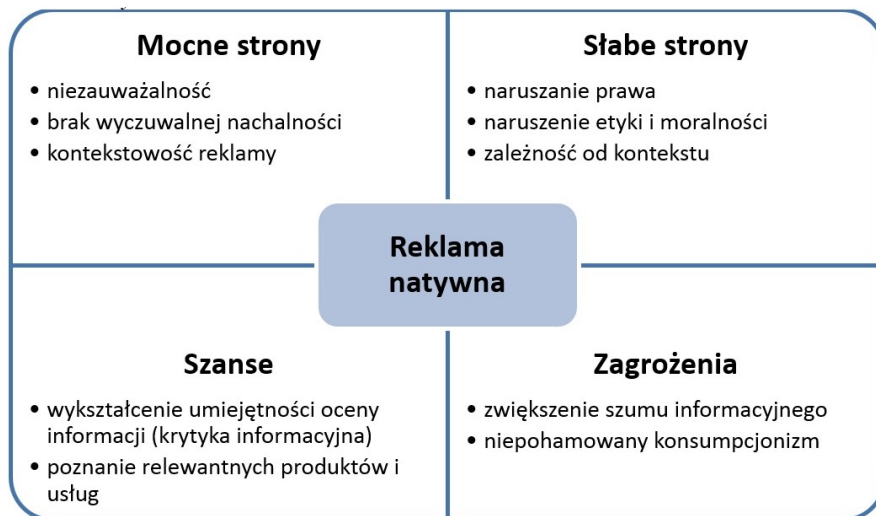 Mocne strony
• niezauważalność
• brak wyczuwalnej nachalności
• kontekstowość reklamy
Słabe strony
• naruszanie prawa
• naruszenie etyki i moralności
• zależność od kontekstu
Reklama
natywna
Szanse
• wykształcenie umiejętności oceny
informacji (krytyka informacyjna)
• poznanie relewantnych produktów i
usług
Zagrożenia
• zwiększenie szumu informacyjnego
• niepohamowany konsumpcjonizm